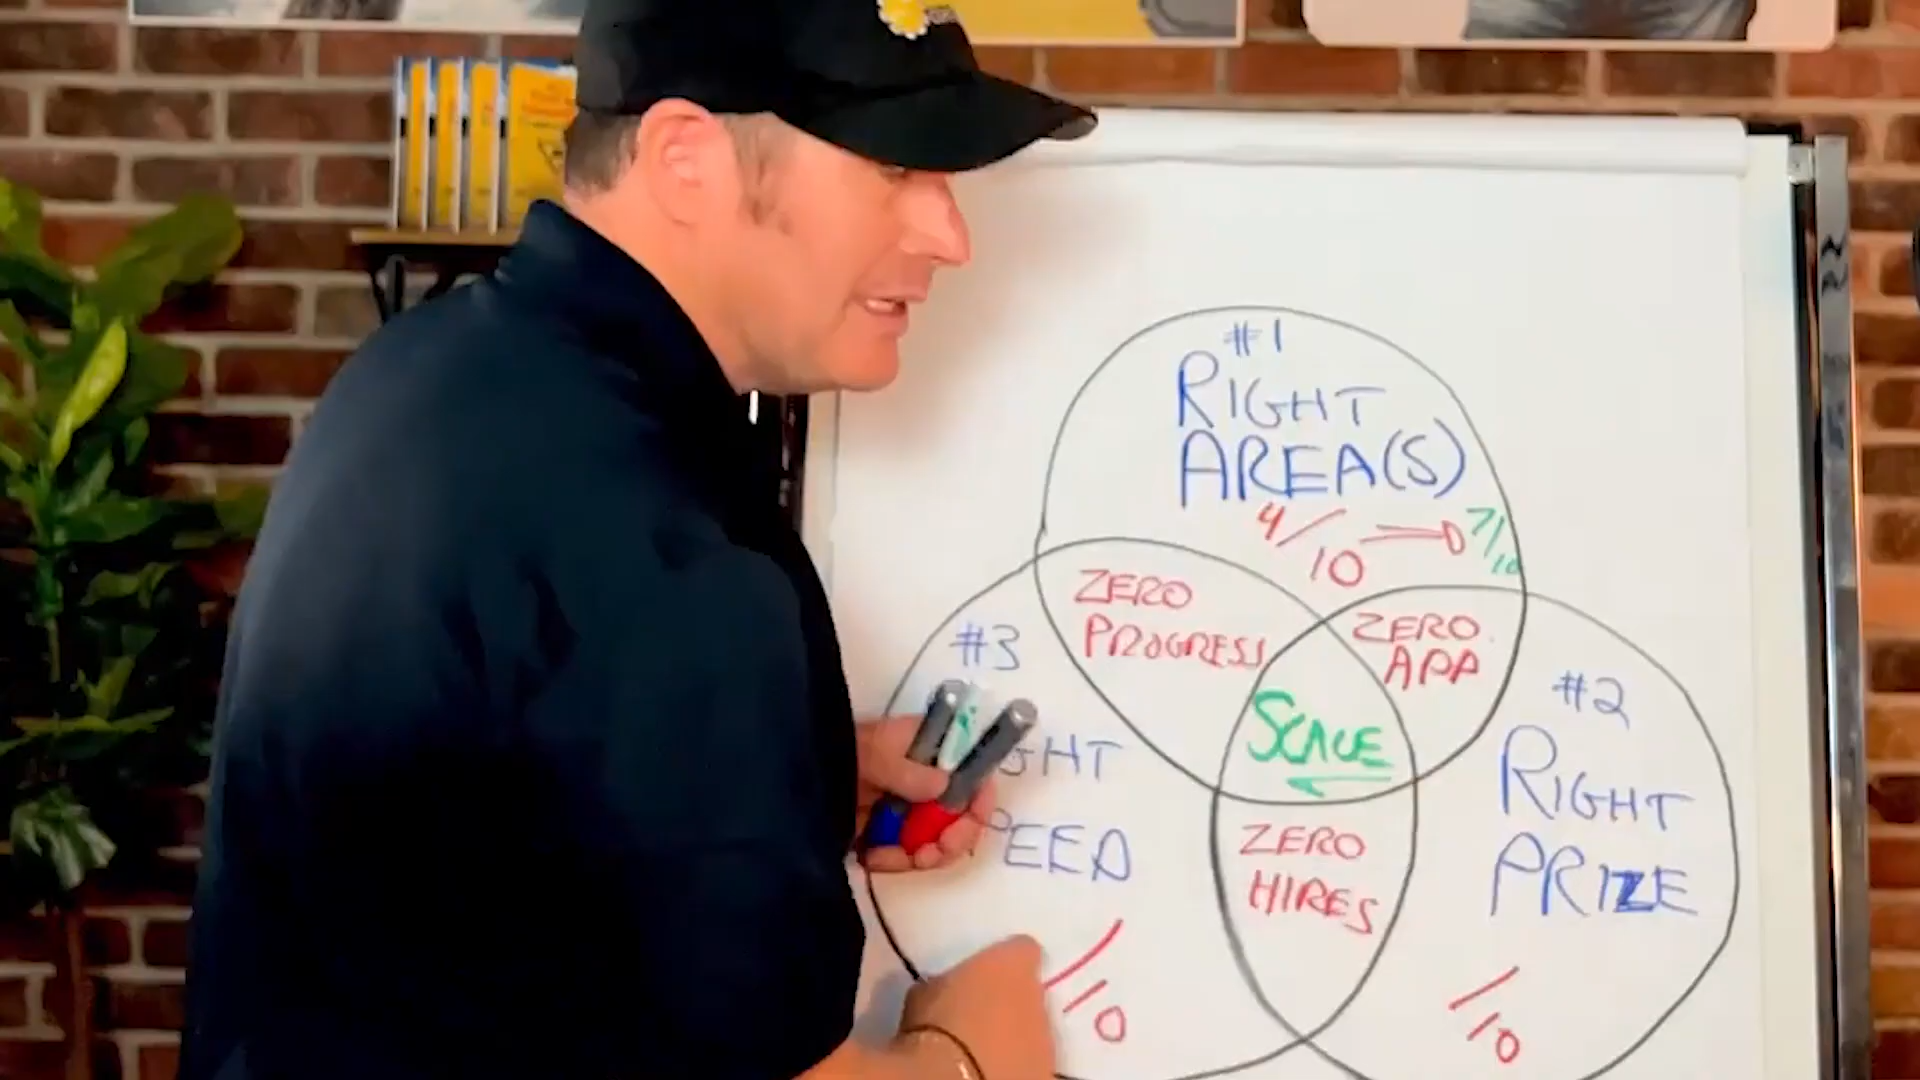 #1
RIGHT
AREA(S)
4/10 → 7/10
ZERO
PROGRESS
ZERO
APP
#3
GHT
PEED
/10
SCALE
#2
RIGHT
PRIZE
/10
ZERO
HIRES